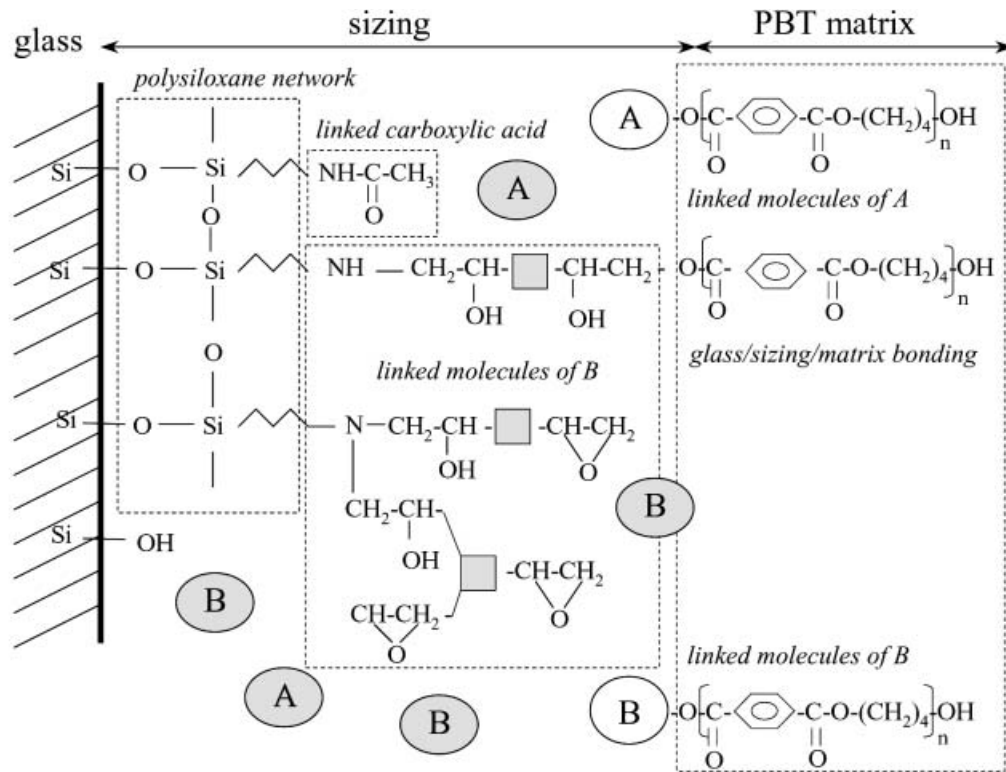 glass
sizing
PBT matrix
polysiloxane network
linked carboxylic acid
A
A
-O-(C- -C-O-(CH₂)₄-OH
O
O
n
Si
O
Si
NH-C-CH₃
O
linked molecules of A
O
Si
O
Si
NH
CH₂-CH- -CH-CH₂
-O-(C- -C-O-(CH₂)₄-OH
OH
OH
O
O
n
O
linked molecules of B
glass/sizing/matrix bonding
Si
O
Si
N
CH₂-CH- -CH-CH₂
OH
O
B
CH₂-CH-
Si
OH
OH
-CH-CH₂
B
CH-CH₂
O
O
linked molecules of B
A
B
B
-O-(C- -C-O-(CH₂)₄-OH
O
O
n